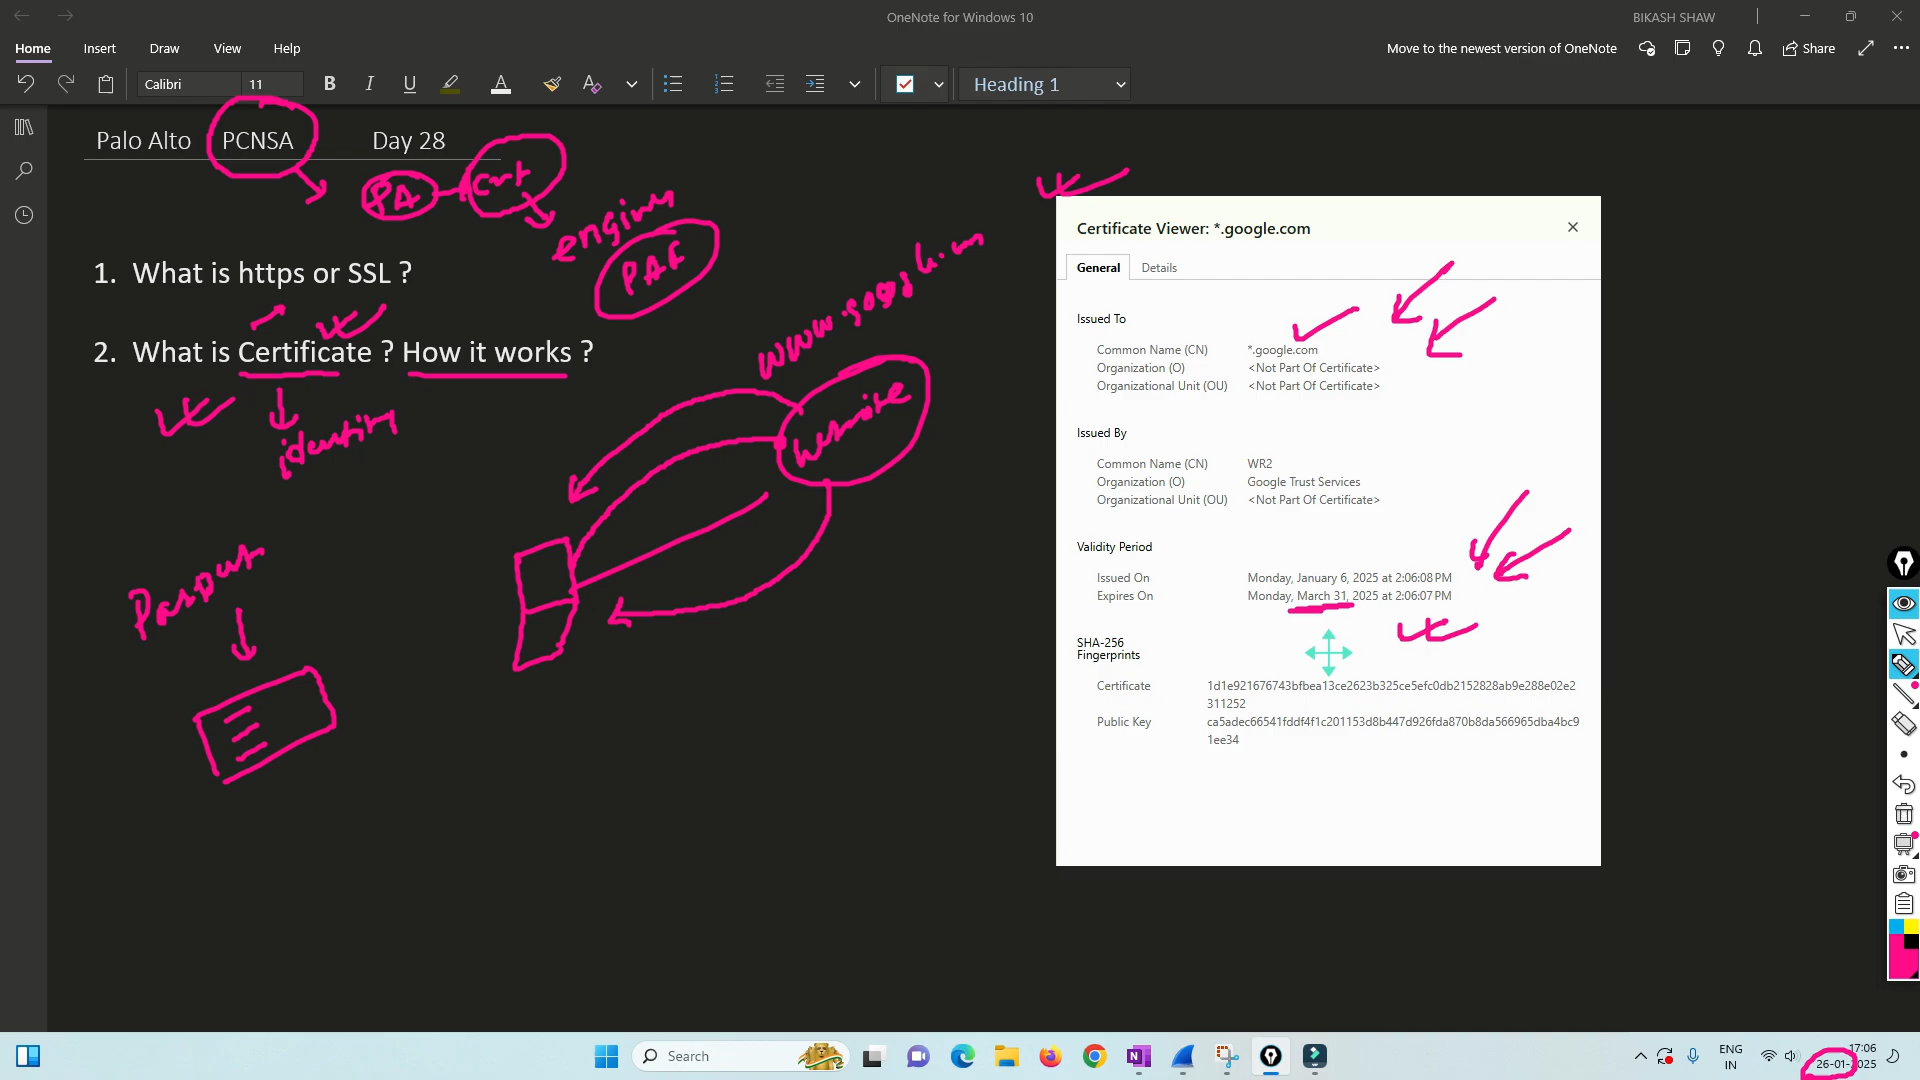 OneNote for Windows 10
BIKASH SHAW
Home Insert Draw View Help
Move to the newest version of OneNote
Share
Calibri 11 B I U A A Heading 1
Palo Alto PCNSA Day 28
PA Cert
engine
PAF
1. What is https or SSL ?
www.google.com
2. What is Certificate ? How it works ?
website
identity
Passport
Certificate Viewer: *.google.com
General Details
Issued To
Common Name (CN) *.google.com
Organization (O) <Not Part Of Certificate>
Organizational Unit (OU) <Not Part Of Certificate>
Issued By
Common Name (CN) WR2
Organization (O) Google Trust Services
Organizational Unit (OU) <Not Part Of Certificate>
Validity Period
Issued On Monday, January 6, 2025 at 2:06:08 PM
Expires On Monday, March 31, 2025 at 2:06:07 PM
SHA-256
Fingerprints
Certificate 1d1e921676743bfbea13ce2623b325ce5efc0db2152828ab9e288e02e2
311252
Public Key ca5adec66541fddf4f1c201153d8b447d926fda870b8da566965dba4bc9
1ee34
Search
ENG
IN
17:06
26-01-2025